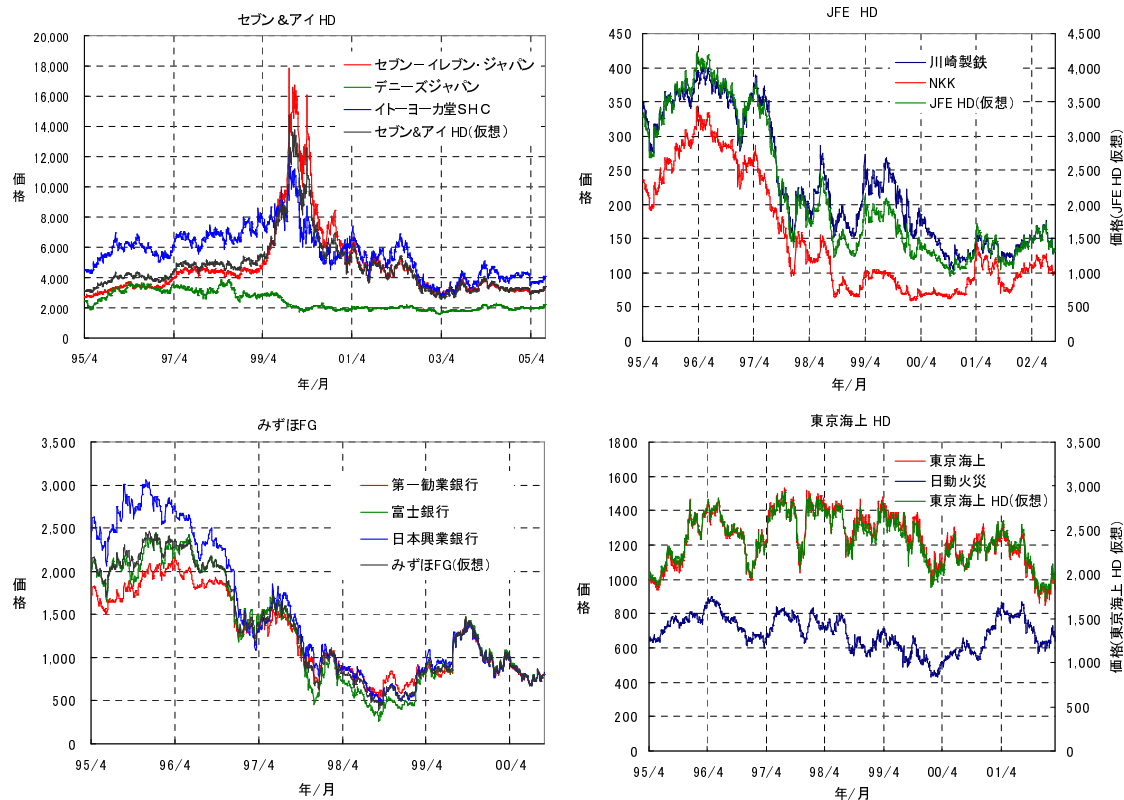 セブン&アイ HD
20,000
18,000
16,000
14,000
12,000
10,000
8,000
6,000
4,000
2,000
0
価格
セブンーイレブン・ジャパン
デニーズジャパン
イトーヨーカ堂SHC
セブン&アイ HD(仮想)
95/4 97/4 99/4 01/4 03/4 05/4
年/月
JFE HD
450
400
350
300
250
200
150
100
50
0
価格
川崎製鉄
NKK
JFE HD(仮想)
4,500
4,000
3,500
3,000
2,500
2,000
1,500
1,000
500
0
価格(JFE HD 仮想)
95/4 96/4 97/4 98/4 99/4 00/4 01/4 02/4
年/月
みずほFG
3,500
3,000
2,500
2,000
1,500
1,000
500
0
価格
第一勧業銀行
富士銀行
日本興業銀行
みずほFG(仮想)
95/4 96/4 97/4 98/4 99/4 00/4
年/月
東京海上 HD
1800
1600
1400
1200
1000
800
600
400
200
0
価格
東京海上
日動火災
東京海上 HD(仮想)
3,500
3,000
2,500
2,000
1,500
1,000
500
0
価格(東京海上 HD 仮想)
95/4 96/4 97/4 98/4 99/4 00/4 01/4
年/月